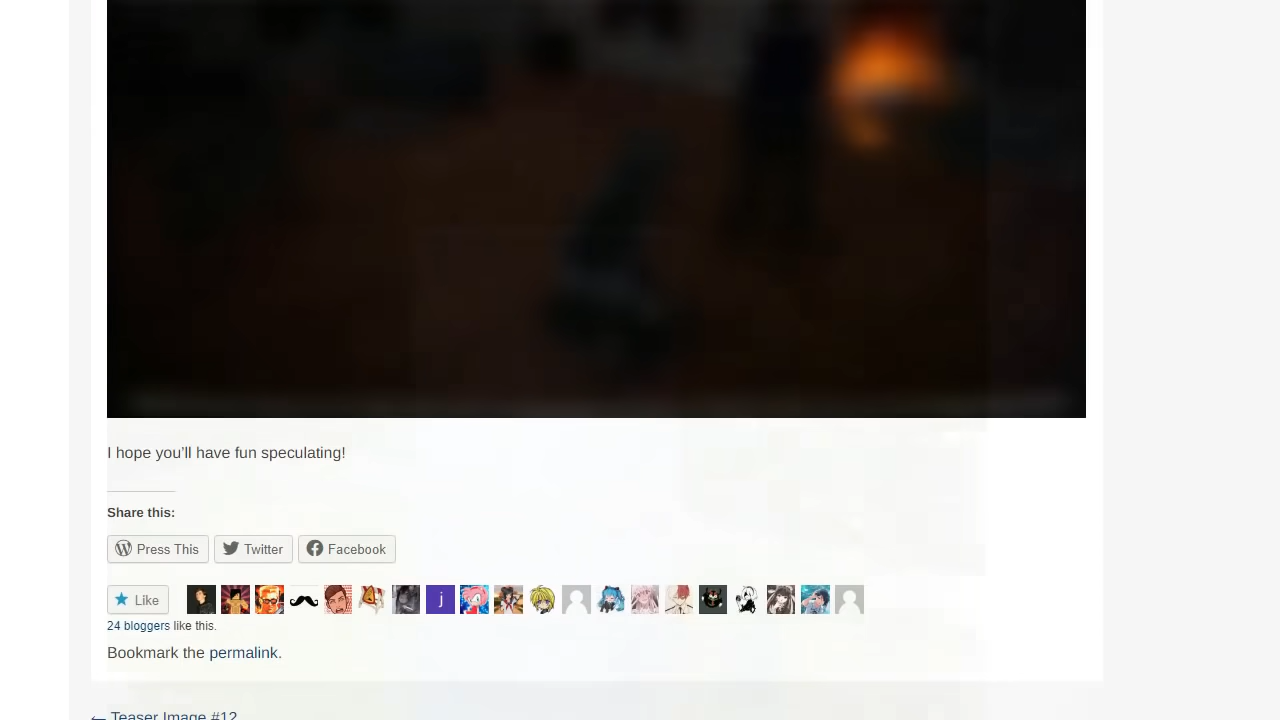 I hope you'll have fun speculating!
Share this:
Press This Twitter Facebook
Like j
24 bloggers like this.
Bookmark the permalink.
← Teaser Image #12